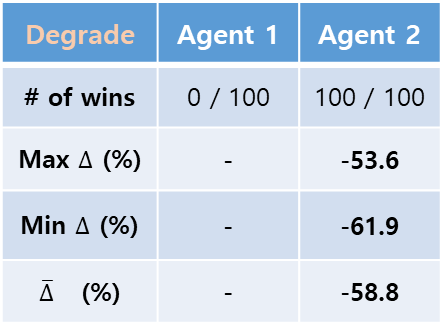 Degrade Agent 1 Agent 2
# of wins 0 / 100 100 / 100
Max Δ (%) - -53.6
Min Δ (%) - -61.9
Δ̅ (%) - -58.8